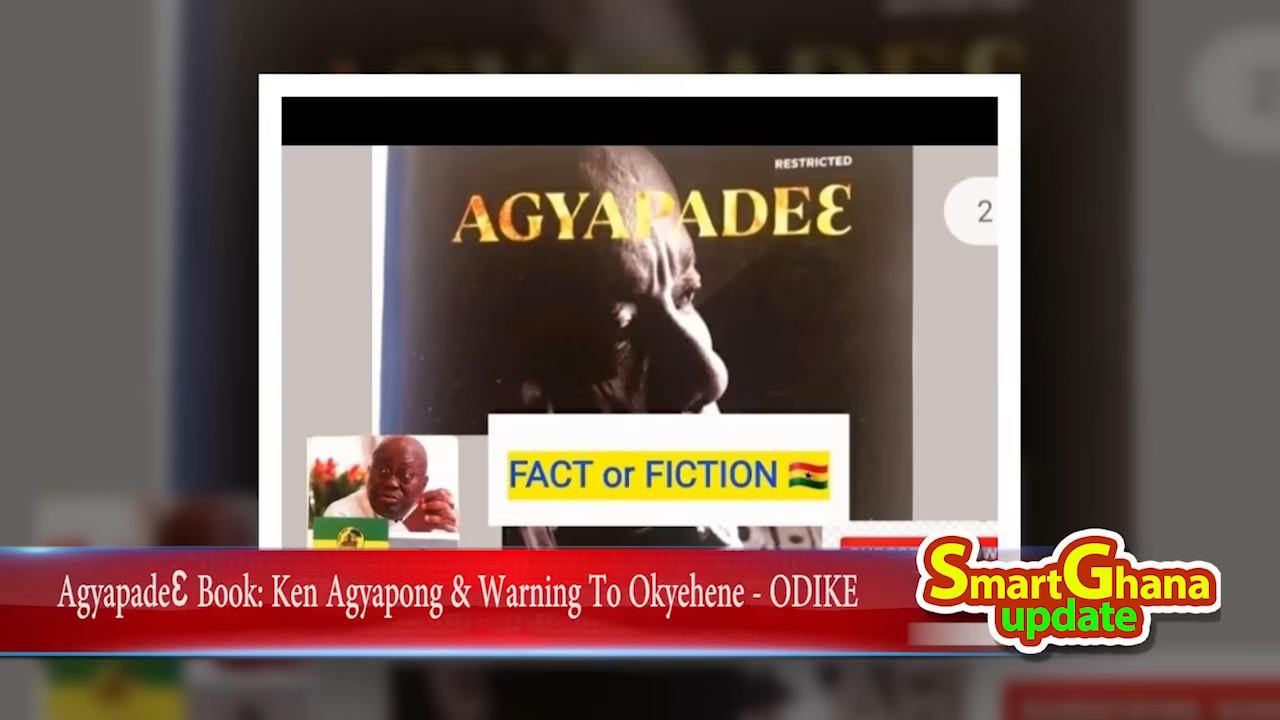 RESTRICTED
AGYAPADEƐ
2
FACT or FICTION
AgyapadeƐ Book: Ken Agyapong & Warning To Okyehene - ODIKE
SmartGhana
update